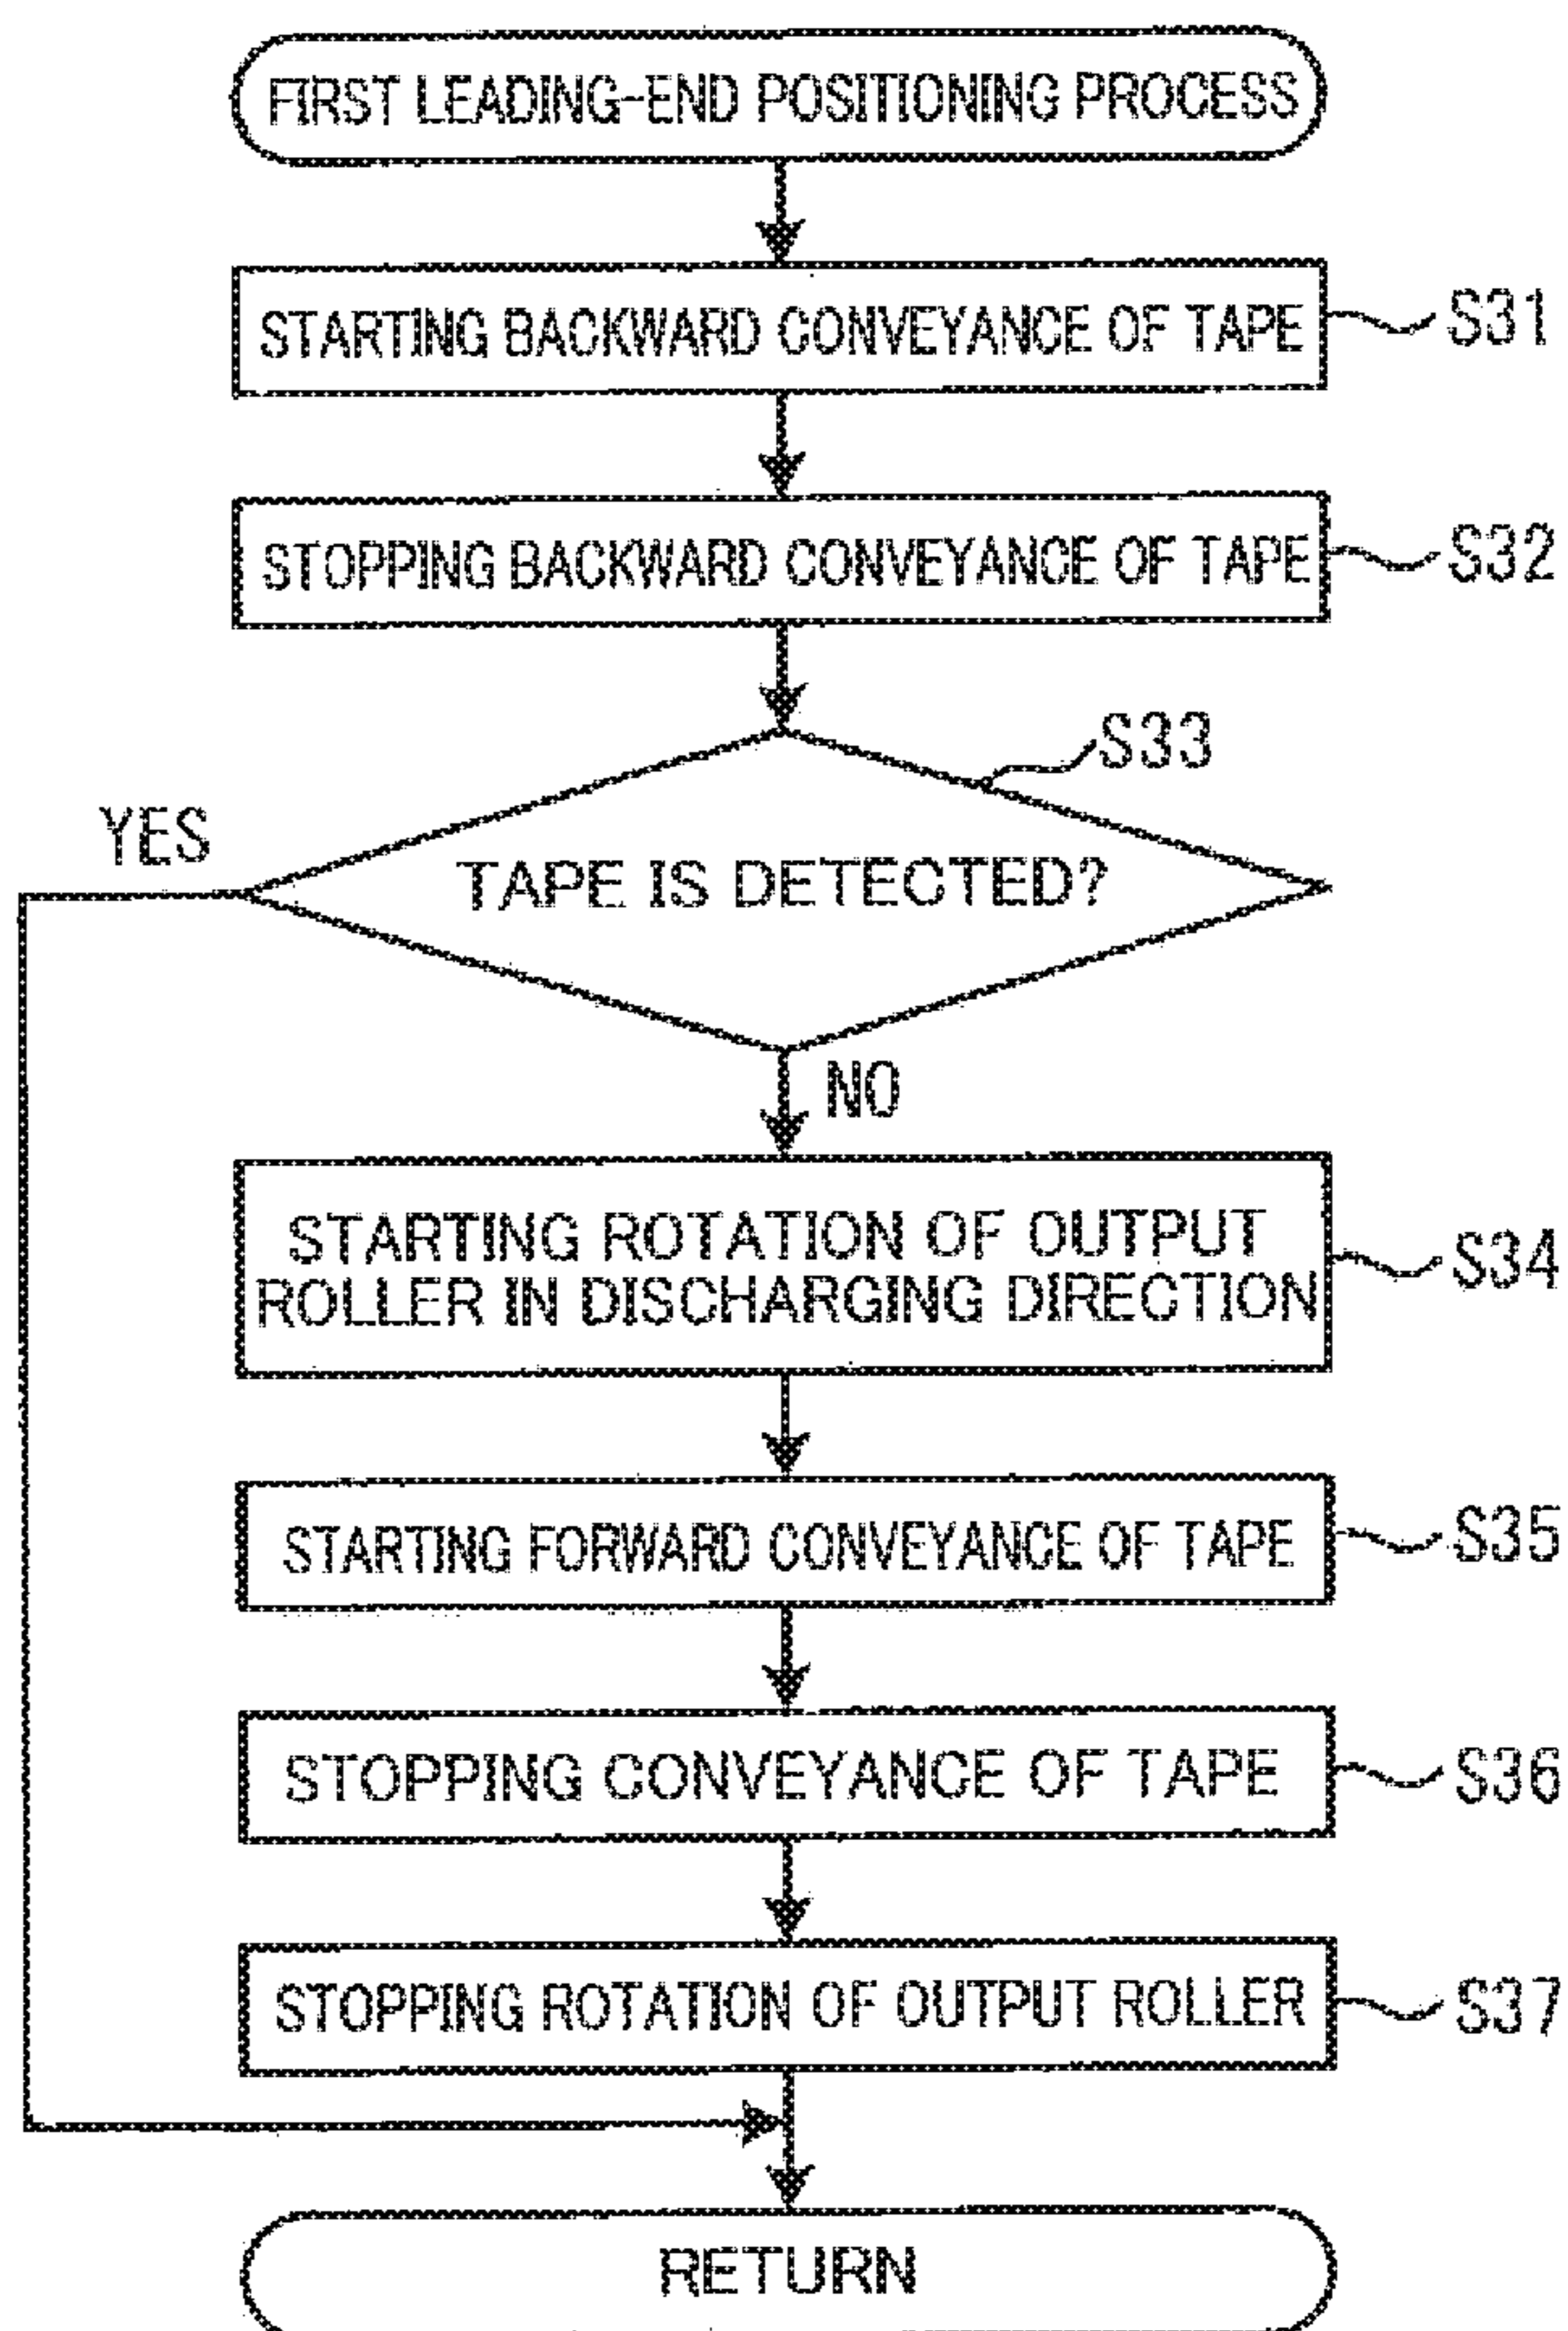 FIRST LEADING-END POSITIONING PROCESS
STARTING BACKWARD CONVEYANCE OF TAPE
S31
STOPPING BACKWARD CONVEYANCE OF TAPE
S32
S33
YES
TAPE IS DETECTED?
NO
STARTING ROTATION OF OUTPUT
ROLLER IN DISCHARGING DIRECTION
S34
STARTING FORWARD CONVEYANCE OF TAPE
S35
STOPPING CONVEYANCE OF TAPE
S36
STOPPING ROTATION OF OUTPUT ROLLER
S37
RETURN